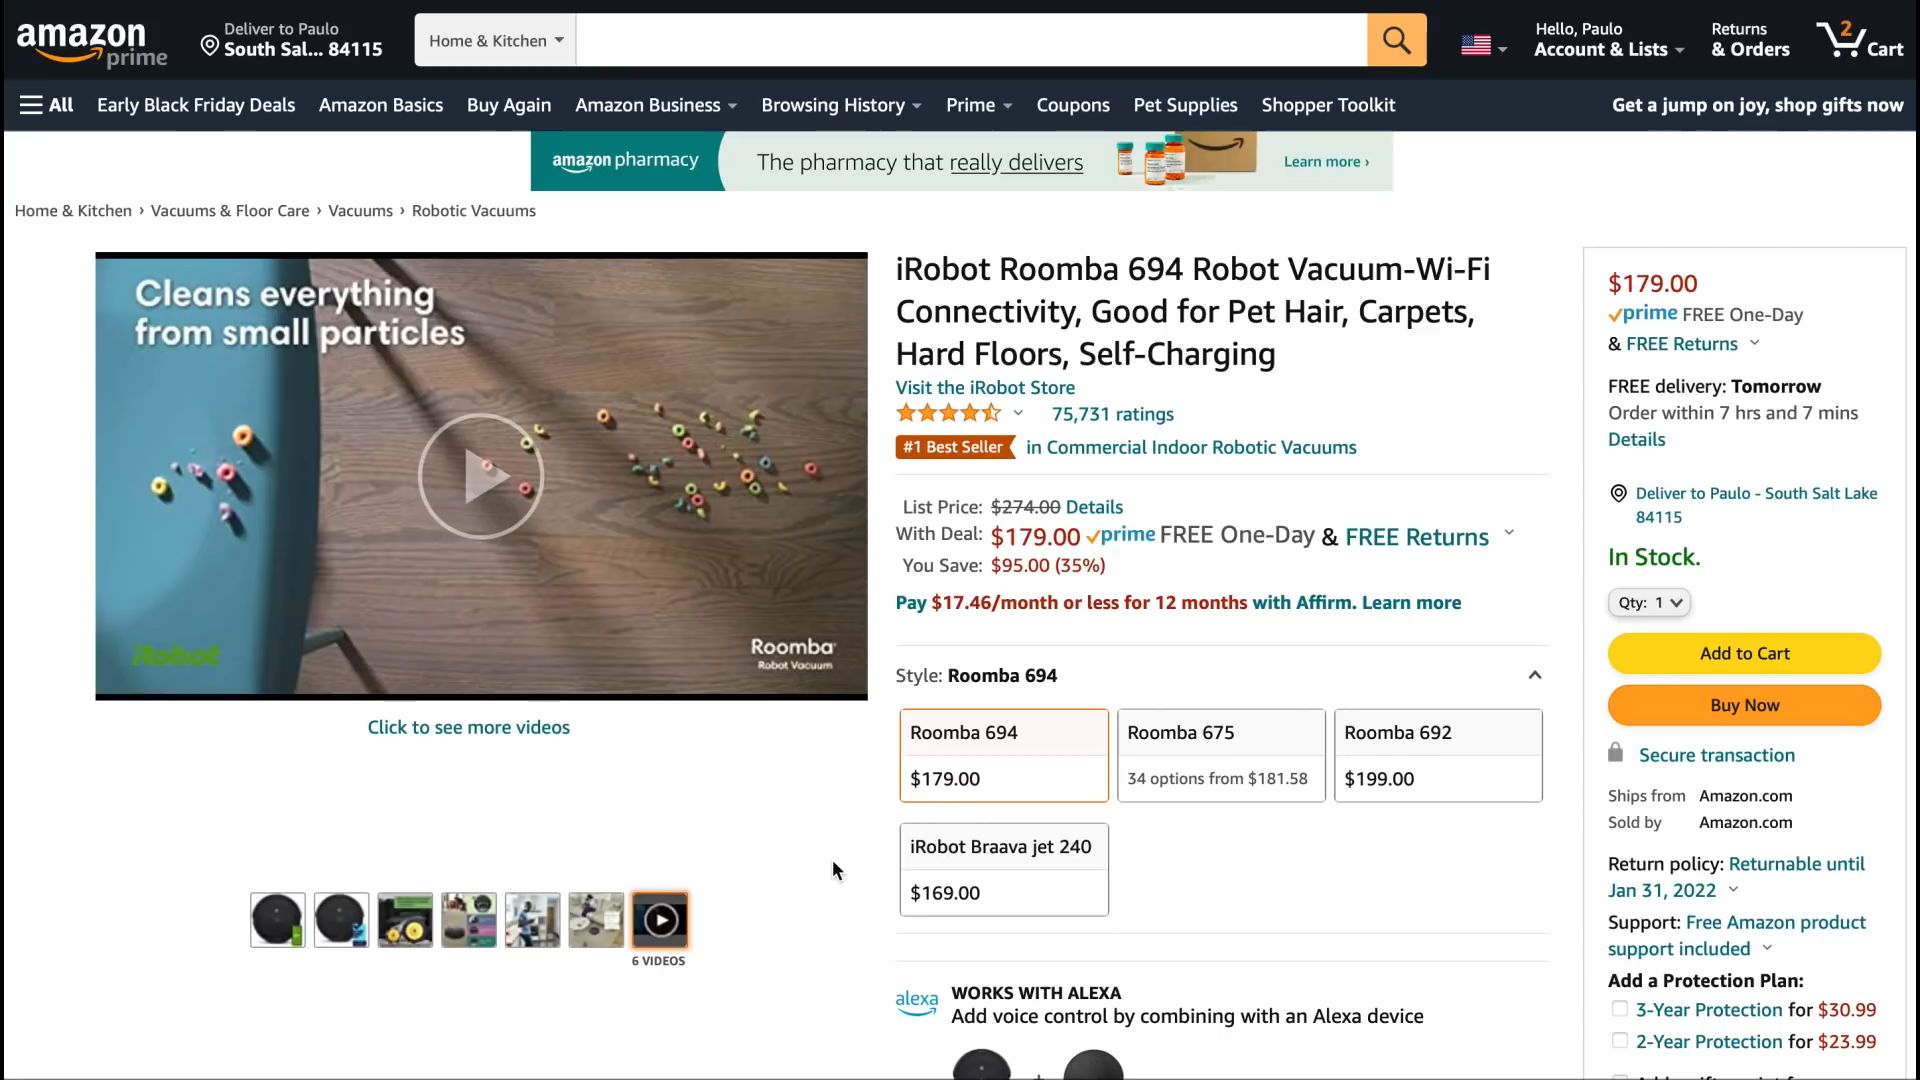 amazon prime
Deliver to Paulo
South Sal... 84115
Home & Kitchen
Hello, Paulo
Account & Lists
Returns
& Orders
2
Cart
All
Early Black Friday Deals
Amazon Basics
Buy Again
Amazon Business
Browsing History
Prime
Coupons
Pet Supplies
Shopper Toolkit
Get a jump on joy, shop gifts now
amazon pharmacy
The pharmacy that really delivers
Learn more ›
Home & Kitchen › Vacuums & Floor Care › Vacuums › Robotic Vacuums
Cleans everything
from small particles
iRobot
Roomba
Robot Vacuum
Click to see more videos
6 VIDEOS
iRobot Roomba 694 Robot Vacuum-Wi-Fi
Connectivity, Good for Pet Hair, Carpets,
Hard Floors, Self-Charging
Visit the iRobot Store
75,731 ratings
#1 Best Seller in Commercial Indoor Robotic Vacuums
List Price: $274.00 Details
With Deal: $179.00 prime FREE One-Day & FREE Returns
You Save: $95.00 (35%)
Pay $17.46/month or less for 12 months with Affirm. Learn more
Style: Roomba 694
Roomba 694
$179.00
Roomba 675
34 options from $181.58
Roomba 692
$199.00
iRobot Braava jet 240
$169.00
alexa
WORKS WITH ALEXA
Add voice control by combining with an Alexa device
$179.00
prime FREE One-Day
& FREE Returns
FREE delivery: Tomorrow
Order within 7 hrs and 7 mins
Details
Deliver to Paulo - South Salt Lake
84115
In Stock.
Qty: 1
Add to Cart
Buy Now
Secure transaction
Ships from Amazon.com
Sold by Amazon.com
Return policy: Returnable until
Jan 31, 2022
Support: Free Amazon product
support included
Add a Protection Plan:
3-Year Protection for $30.99
2-Year Protection for $23.99